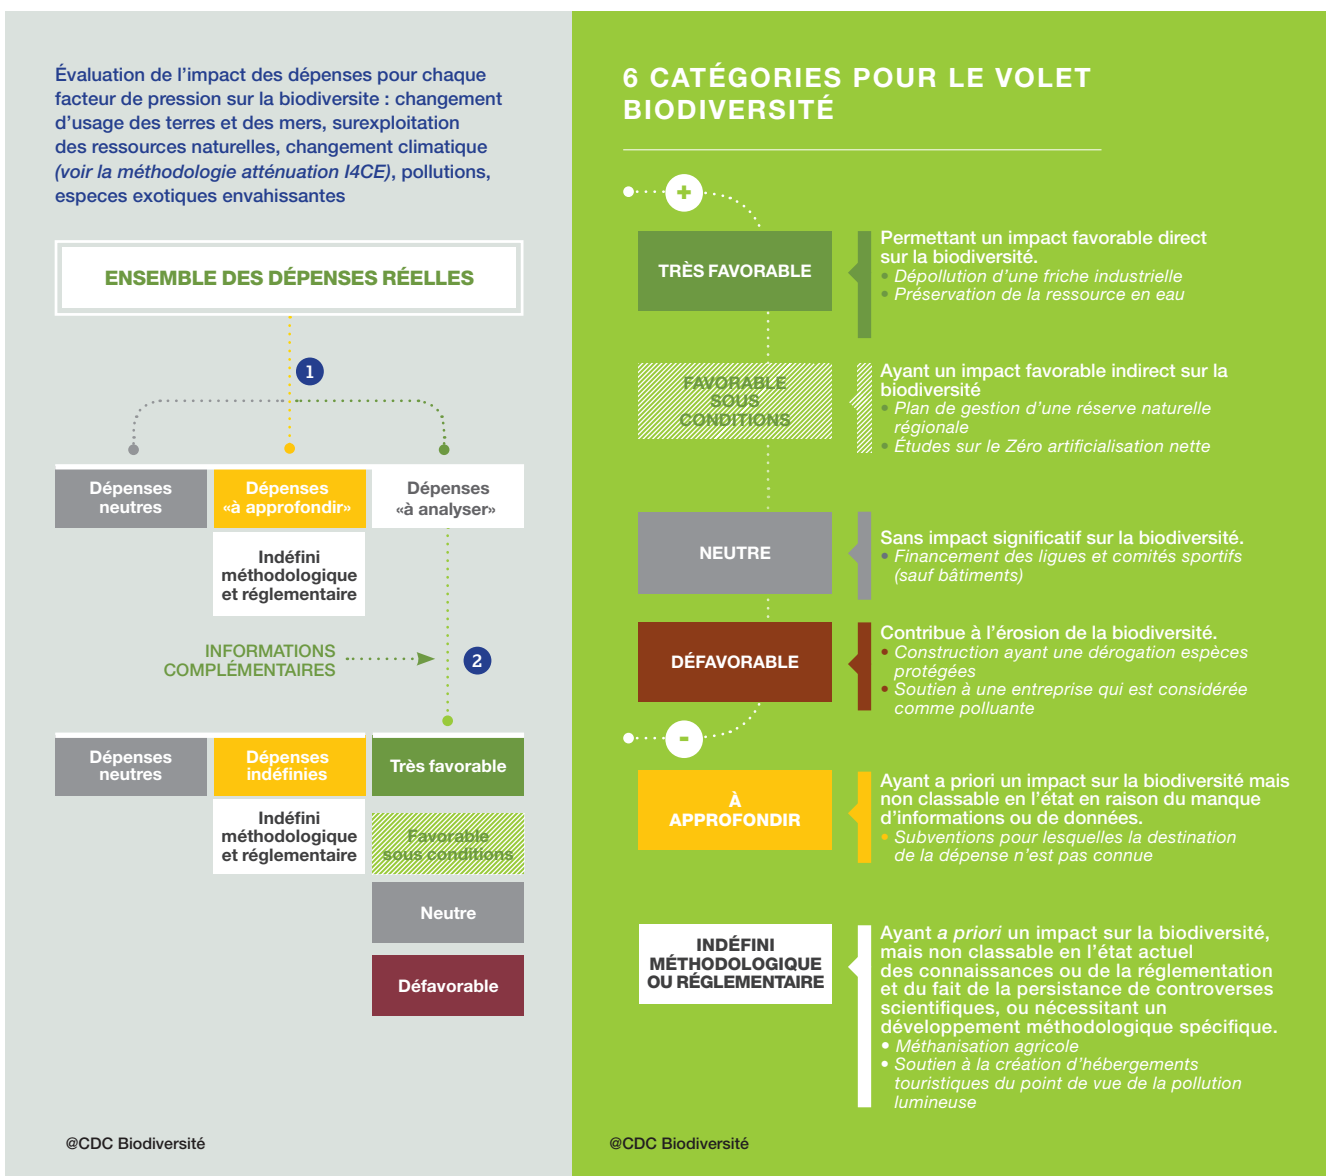 Évaluation de l’impact des dépenses pour chaque
facteur de pression sur la biodiversite : changement
d’usage des terres et des mers, surexploitation
des ressources naturelles, changement climatique
(voir la méthodologie atténuation I4CE), pollutions,
especes exotiques envahissantes
ENSEMBLE DES DÉPENSES RÉELLES
1
Dépenses
neutres
Dépenses
«à approfondir»
Dépenses
«à analyser»
Indéfini
méthodologique
et réglementaire
INFORMATIONS
COMPLÉMENTAIRES
2
Dépenses
neutres
Dépenses
indéfinies
Très favorable
Indéfini
méthodologique
et réglementaire
Favorable
sous conditions
Neutre
Défavorable
@CDC Biodiversité
6 CATÉGORIES POUR LE VOLET
BIODIVERSITÉ
+
TRÈS FAVORABLE
Permettant un impact favorable direct
sur la biodiversité.
• Dépollution d’une friche industrielle
• Préservation de la ressource en eau
FAVORABLE
SOUS
CONDITIONS
Ayant un impact favorable indirect sur la
biodiversité
• Plan de gestion d’une réserve naturelle
régionale
• Études sur le Zéro artificialisation nette
NEUTRE
Sans impact significatif sur la biodiversité.
• Financement des ligues et comités sportifs
(sauf bâtiments)
DÉFAVORABLE
Contribue à l’érosion de la biodiversité.
• Construction ayant une dérogation espèces
protégées
• Soutien à une entreprise qui est considérée
comme polluante
-
À
APPROFONDIR
Ayant a priori un impact sur la biodiversité mais
non classable en l’état en raison du manque
d’informations ou de données.
• Subventions pour lesquelles la destination
de la dépense n’est pas connue
INDÉFINI
MÉTHODOLOGIQUE
OU RÉGLEMENTAIRE
Ayant a priori un impact sur la biodiversité,
mais non classable en l’état actuel
des connaissances ou de la réglementation
et du fait de la persistance de controverses
scientifiques, ou nécessitant un
développement méthodologique spécifique.
• Méthanisation agricole
• Soutien à la création d’hébergements
touristiques du point de vue de la pollution
lumineuse
@CDC Biodiversité